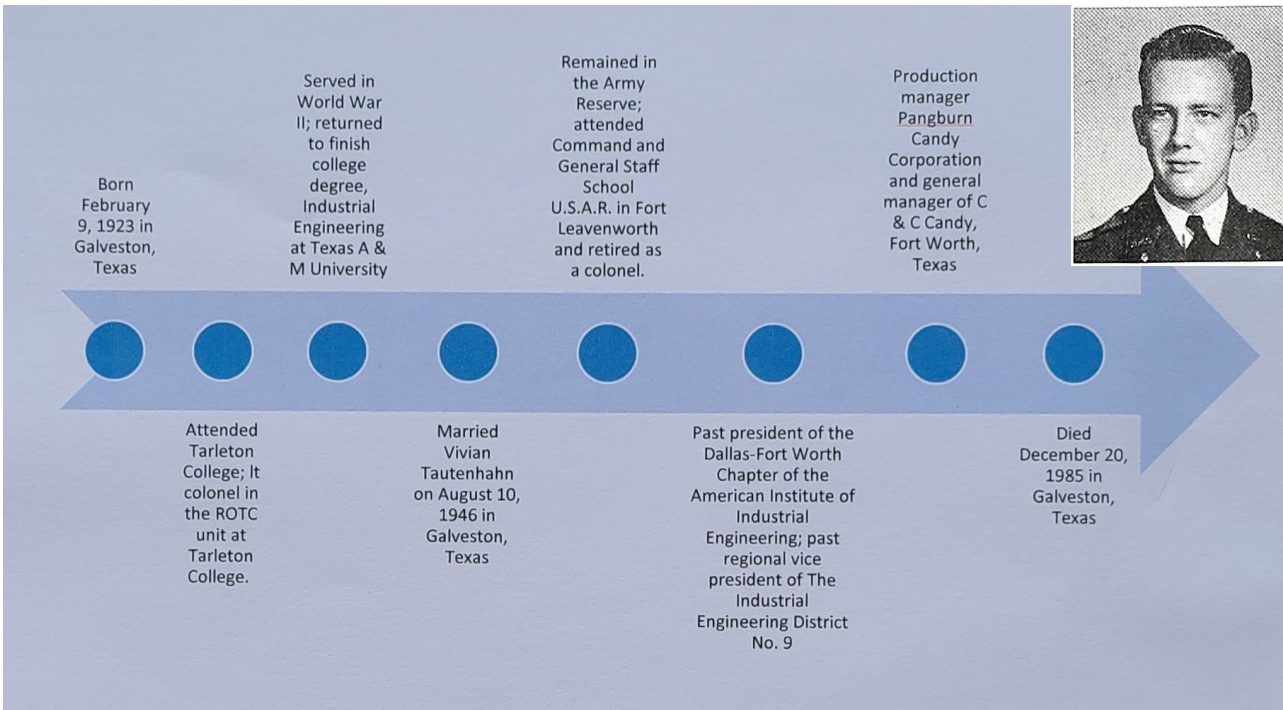 Born
February
9, 1923 in
Galveston,
Texas
Attended
Tarleton
College; lt
colonel in
the ROTC
unit at
Tarleton
College.
Served in
World War
II; returned
to finish
college
degree,
Industrial
Engineering
at Texas A &
M University
Married
Vivian
Tautenhahn
on August 10,
1946 in
Galveston,
Texas
Remained in
the Army
Reserve;
attended
Command and
General Staff
School
U.S.A.R. in Fort
Leavenworth
and retired as
a colonel.
Past president of the
Dallas-Fort Worth
Chapter of the
American Institute of
Industrial
Engineering; past
regional vice
president of The
Industrial
Engineering District
No. 9
Production
manager
Pangburn
Candy
Corporation
and general
manager of C
& C Candy,
Fort Worth,
Texas
Died
December 20,
1985 in
Galveston,
Texas